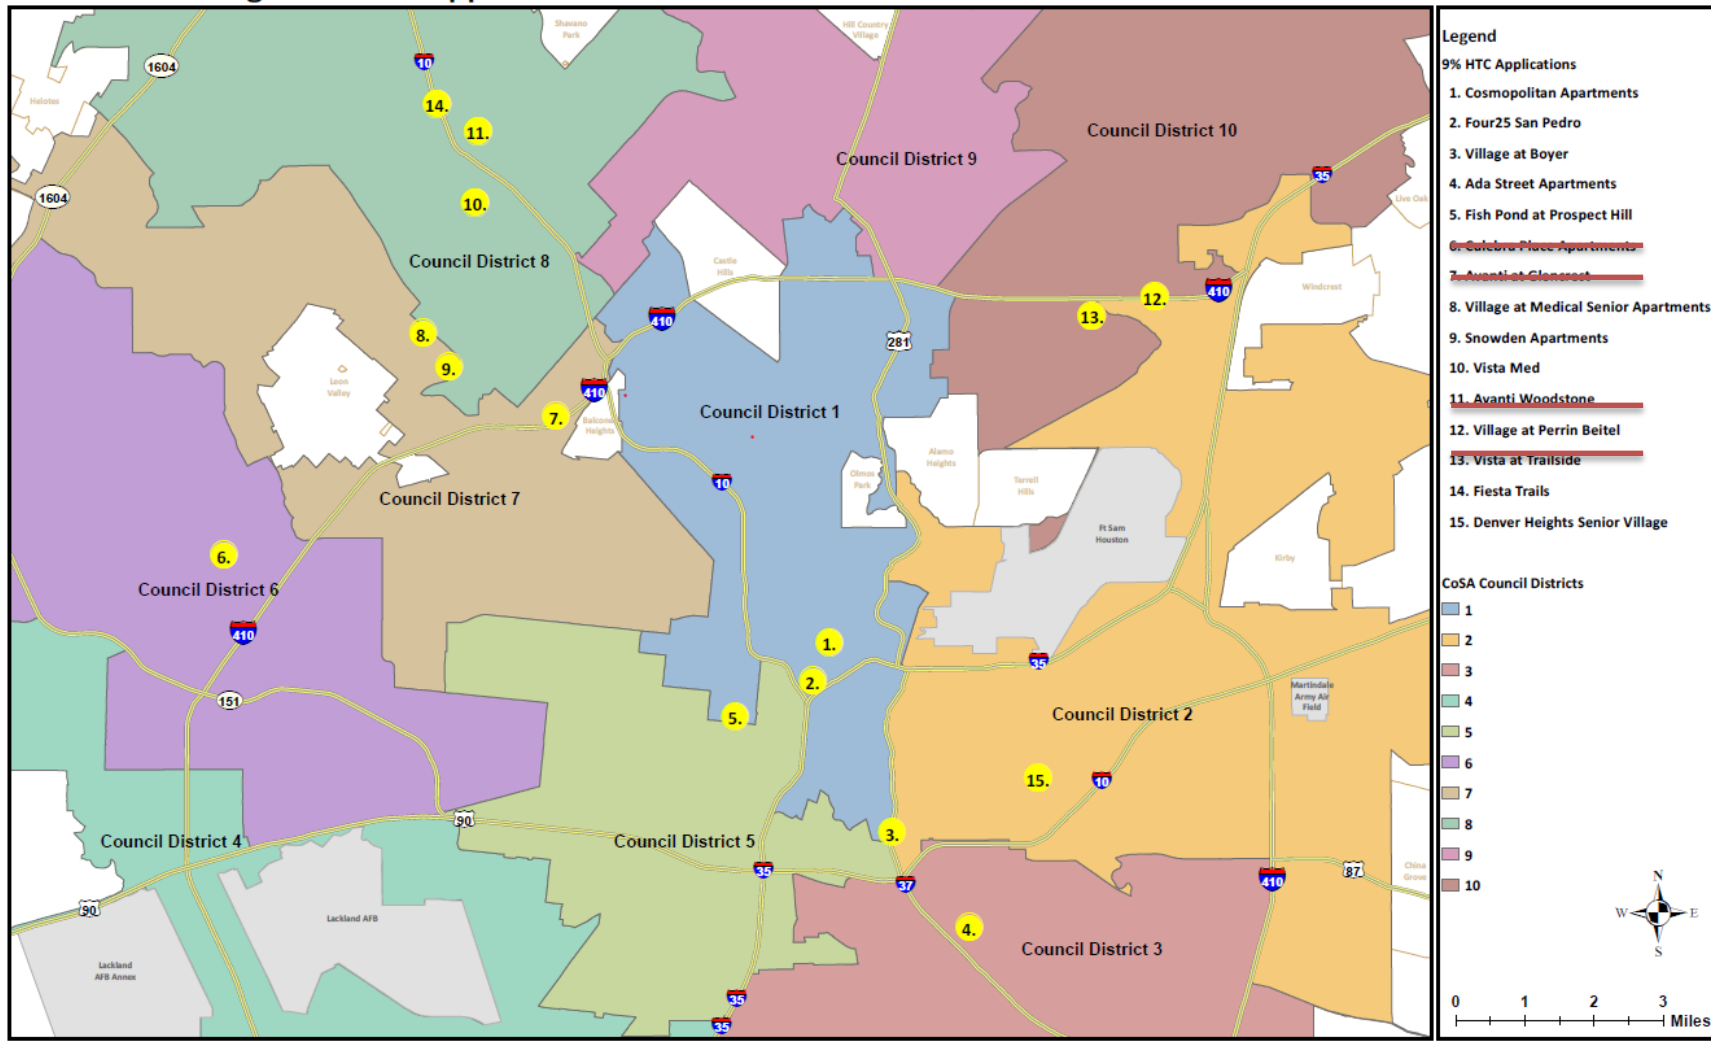 Shavano
Park
Hill Country
Village
1604
10
Helotes
14.
11.
Council District 10
Council District 9
35
1604
10.
Live Oak
Council District 8
Castle
Hills
410
12.
Windcrest
410
13.
8.
281
9.
Leon
Valley
410
7.
Council District 1
Balcones
Heights
Alamo
Heights
Olmos
Park
10
Terrell
Hills
Council District 7
Ft Sam
Houston
6.
Kirby
Council District 6
410
1.
35
2.
Martindale
Army Air
Field
151
5.
Council District 2
15.
10
90
3.
Council District 4
Council District 5
35
37
87
410
China
Grove
90
Lackland AFB
4.
Council District 3
Lackland
AFB Annex
35
35
Legend
9% HTC Applications
1. Cosmopolitan Apartments
2. Four25 San Pedro
3. Village at Boyer
4. Ada Street Apartments
5. Fish Pond at Prospect Hill
6. Culebra Place Apartments
7. Avanti at Glencrest
8. Village at Medical Senior Apartments
9. Snowden Apartments
10. Vista Med
11. Avanti Woodstone
12. Village at Perrin Beitel
13. Vista at Trailside
14. Fiesta Trails
15. Denver Heights Senior Village
CoSA Council Districts
1
2
3
4
5
6
7
8
9
10
N
W E
S
0 1 2 3
Miles